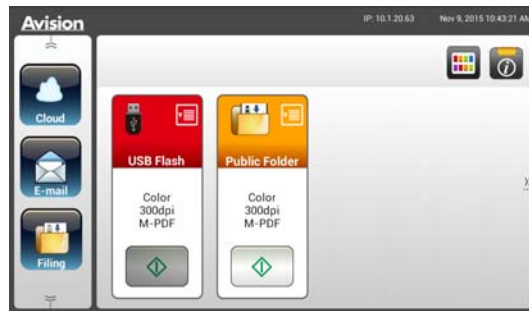 Avision
IP: 10.1.20.63
Nov 9, 2015 10:43:21 AM
Cloud
E-mail
Filing
USB Flash
Color
300dpi
M-PDF
Public Folder
Color
300dpi
M-PDF